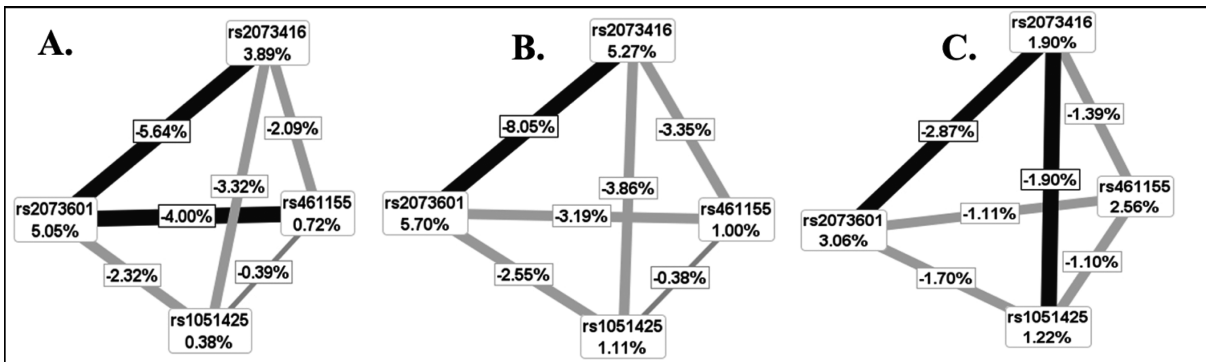 A.
rs2073416
3.89%
-5.64%
-2.09%
-3.32%
rs2073601
5.05%
-4.00%
rs461155
0.72%
-2.32%
-0.39%
rs1051425
0.38%
B.
rs2073416
5.27%
-8.05%
-3.35%
-3.86%
rs2073601
5.70%
-3.19%
rs461155
1.00%
-2.55%
-0.38%
rs1051425
1.11%
C.
rs2073416
1.90%
-2.87%
-1.39%
-1.90%
rs461155
2.56%
rs2073601
3.06%
-1.11%
-1.70%
-1.10%
rs1051425
1.22%